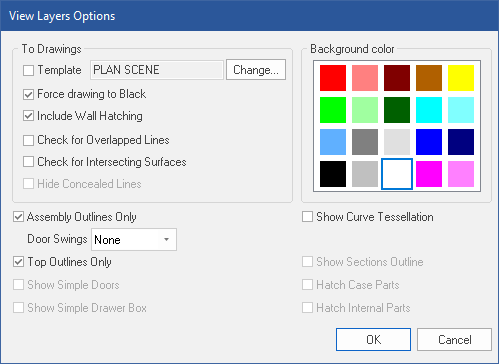 View Layers Options
To Drawings
Template PLAN SCENE Change...
Force drawing to Black
Include Wall Hatching
Check for Overlapped Lines
Check for Intersecting Surfaces
Hide Concealed Lines
Background color
Assembly Outlines Only
Show Curve Tessellation
Door Swings None
Top Outlines Only
Show Sections Outline
Show Simple Doors
Hatch Case Parts
Show Simple Drawer Box
Hatch Internal Parts
OK Cancel